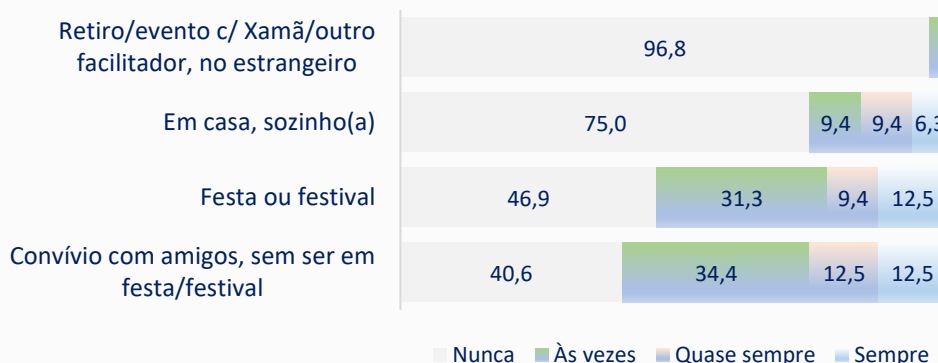 Retiro/evento c/ Xamã/outro
facilitador, no estrangeiro
96,8
Em casa, sozinho(a)
75,0 9,4 9,4 6,3
Festa ou festival
46,9 31,3 9,4 12,5
Convívio com amigos, sem ser em
festa/festival
40,6 34,4 12,5 12,5
Nunca Às vezes Quase sempre Sempre